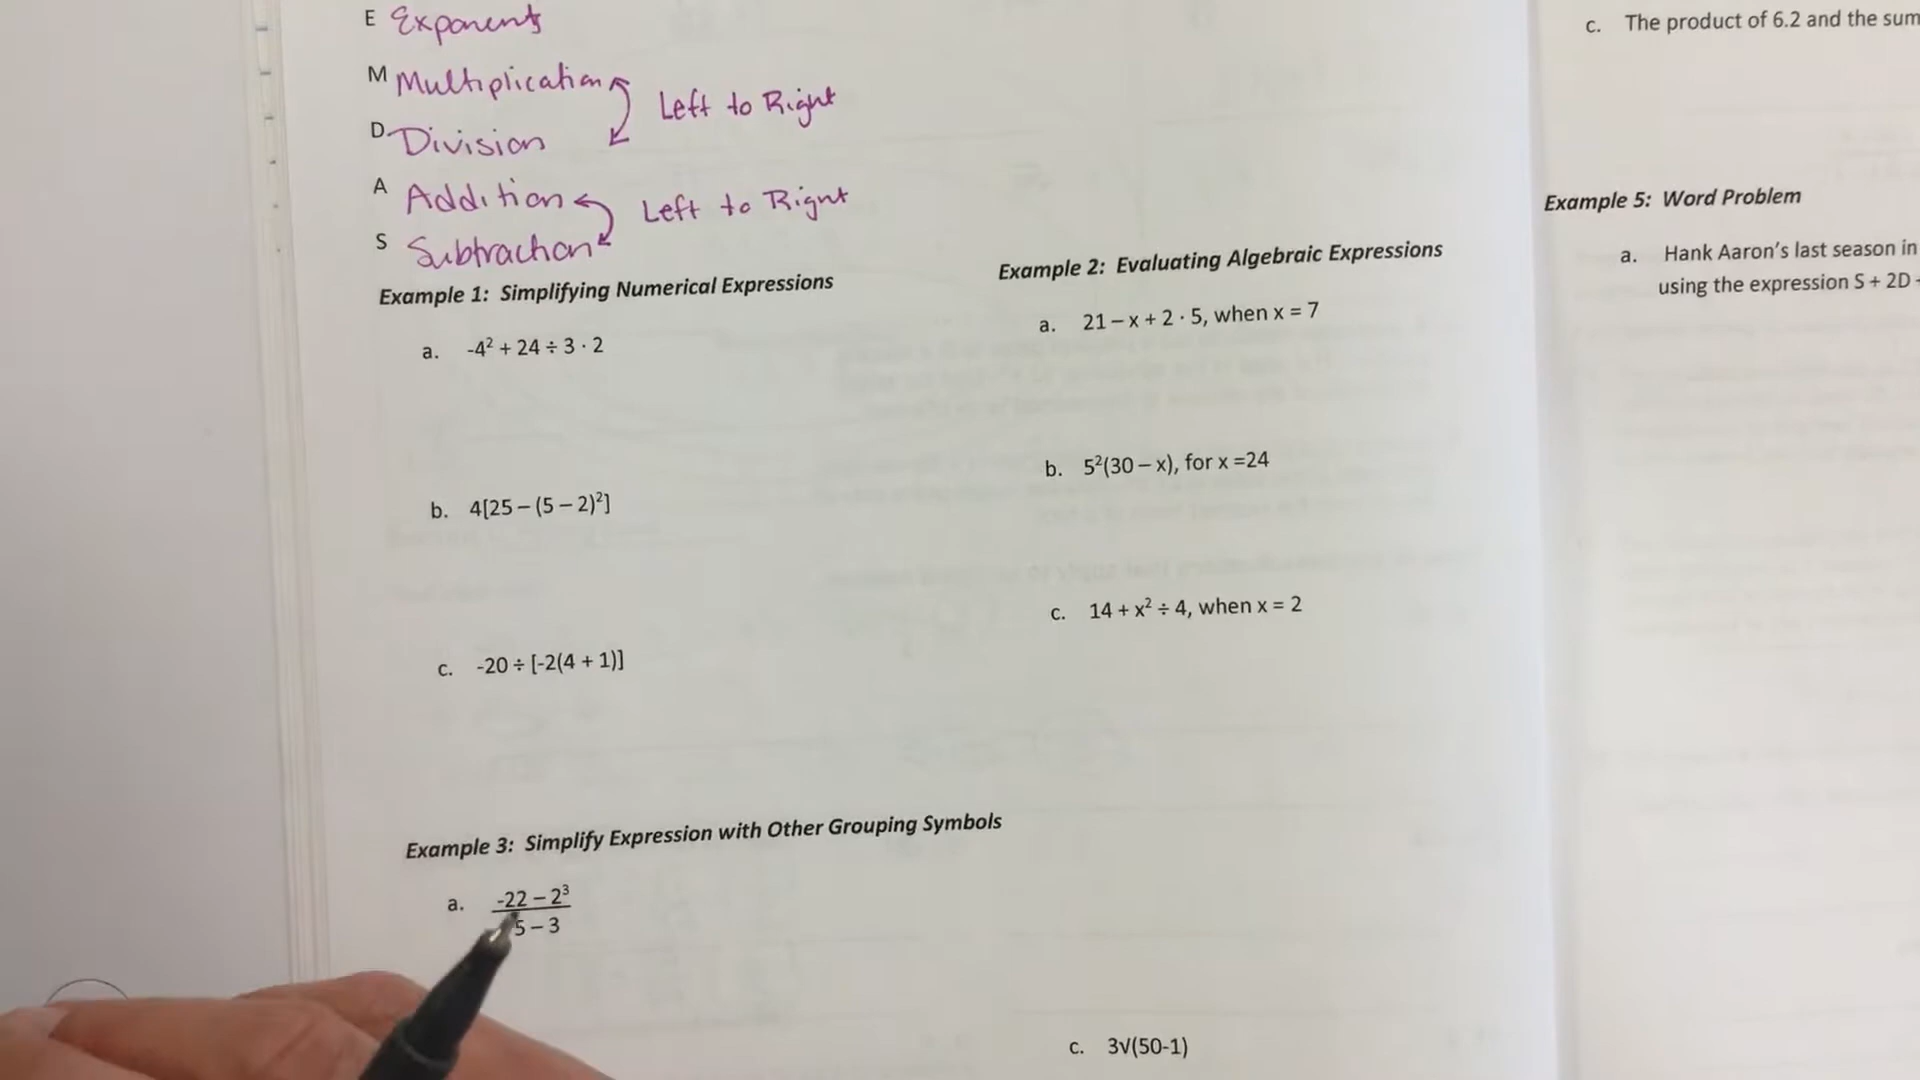 E Exponents
M Multiplication
Left to Right
D Division
A Addition
Left to Right
S Subtraction
Example 1: Simplifying Numerical Expressions
a. -4² + 24 ÷ 3 · 2
b. 4[25 – (5 – 2)²]
c. -20 ÷ [-2(4 + 1)]
Example 2: Evaluating Algebraic Expressions
a. 21 – x + 2 · 5, when x = 7
b. 5²(30 – x), for x =24
c. 14 + x² ÷ 4, when x = 2
Example 3: Simplify Expression with Other Grouping Symbols
a. -22 – 2³
5 – 3
c. 3√(50-1)
c. The product of 6.2 and the sum
Example 5: Word Problem
a. Hank Aaron's last season in
using the expression S + 2D